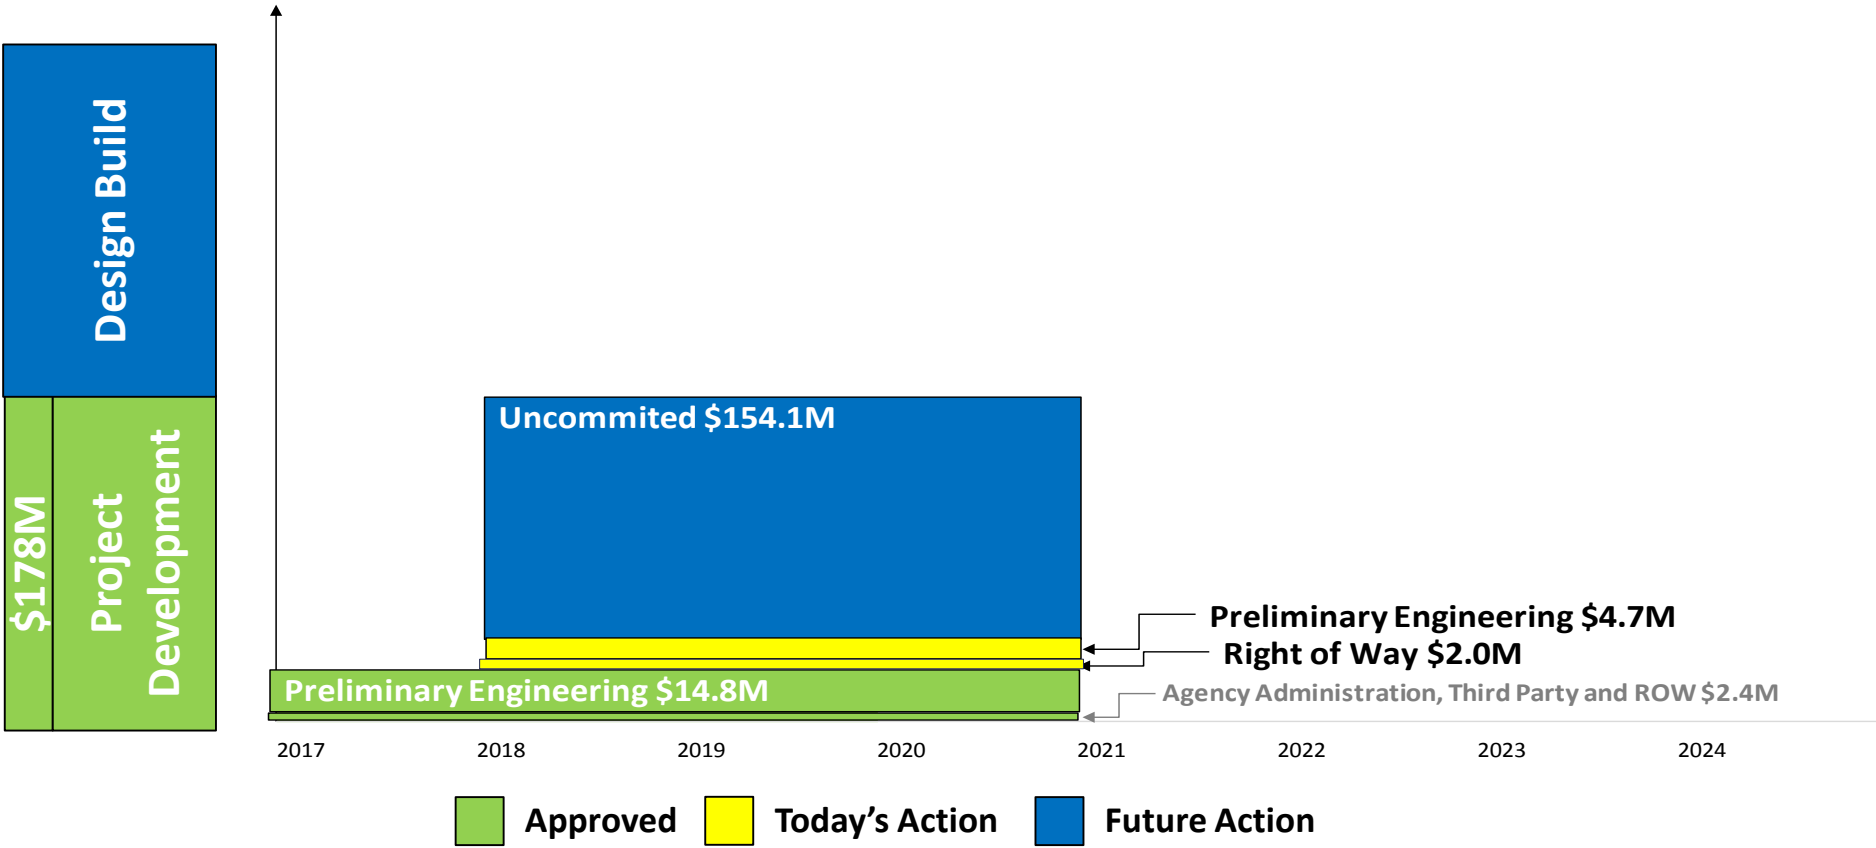 Design Build
$178M
Project
Development
Uncommited $154.1M
Preliminary Engineering $4.7M
Right of Way $2.0M
Preliminary Engineering $14.8M
Agency Administration, Third Party and ROW $2.4M
2017 2018 2019 2020 2021 2022 2023 2024
Approved Today’s Action Future Action